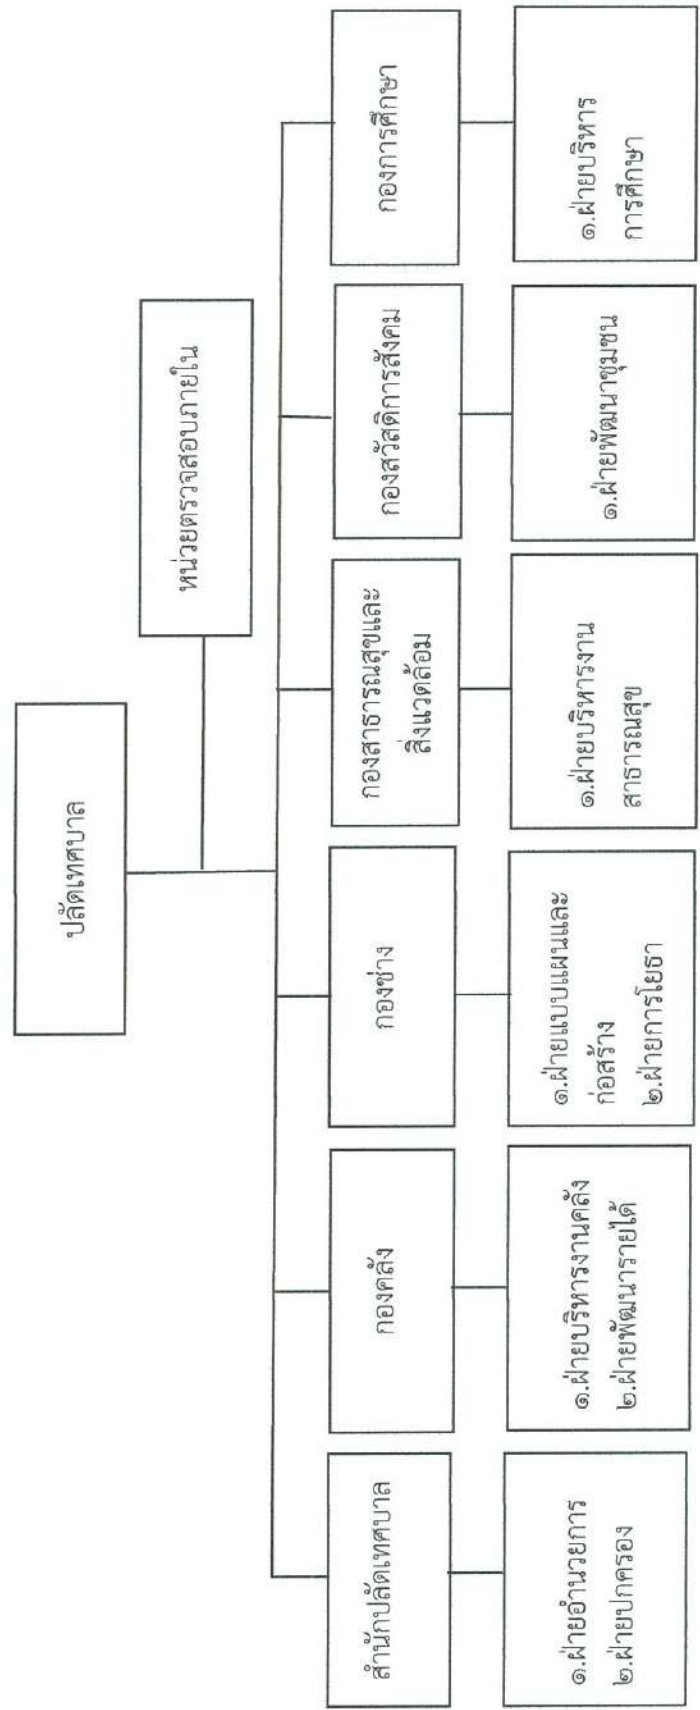 ปลัดเทศบาล
หน่วยตรวจสอบภายใน
สำนักปลัดเทศบาล
กองคลัง
กองช่าง
กองสาธารณสุขและ
สิ่งแวดล้อม
กองสวัสดิการสังคม
กองการศึกษา
๑.ฝ่ายอำนวยการ
๒.ฝ่ายปกครอง
๑.ฝ่ายบริหารงานคลัง
๒.ฝ่ายพัฒนารายได้
๑.ฝ่ายแบบแผนและ
ก่อสร้าง
๒.ฝ่ายการโยธา
๑.ฝ่ายบริหารงาน
สาธารณสุข
๑.ฝ่ายพัฒนาชุมชน
๑.ฝ่ายบริหาร
การศึกษา